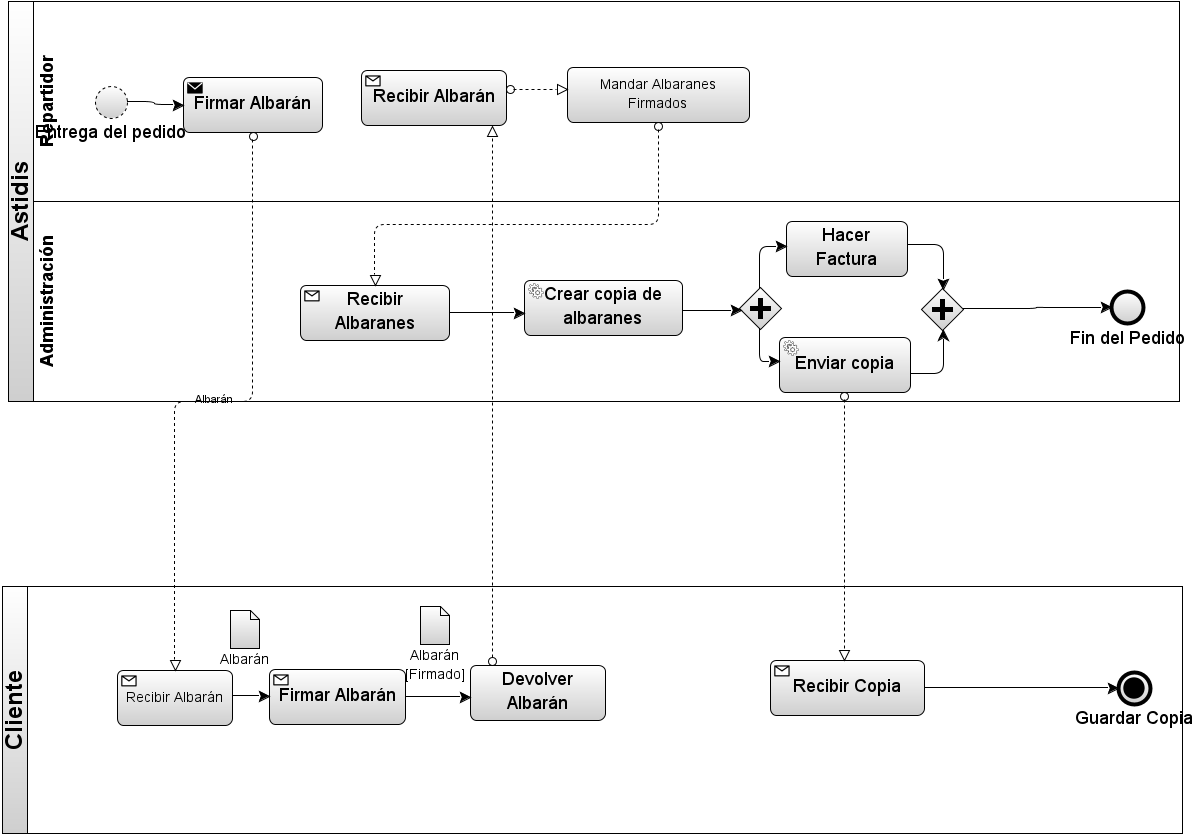 Astidis
Repartidor
Entrega del pedido
Firmar Albarán
Recibir Albarán
Mandar Albaranes
Firmados
Administración
Recibir
Albaranes
Crear copia de
albaranes
Hacer
Factura
Enviar copia
Fin del Pedido
Albarán
Cliente
Recibir Albarán
Albarán
Firmar Albarán
Albarán
[Firmado]
Devolver
Albarán
Recibir Copia
Guardar Copia